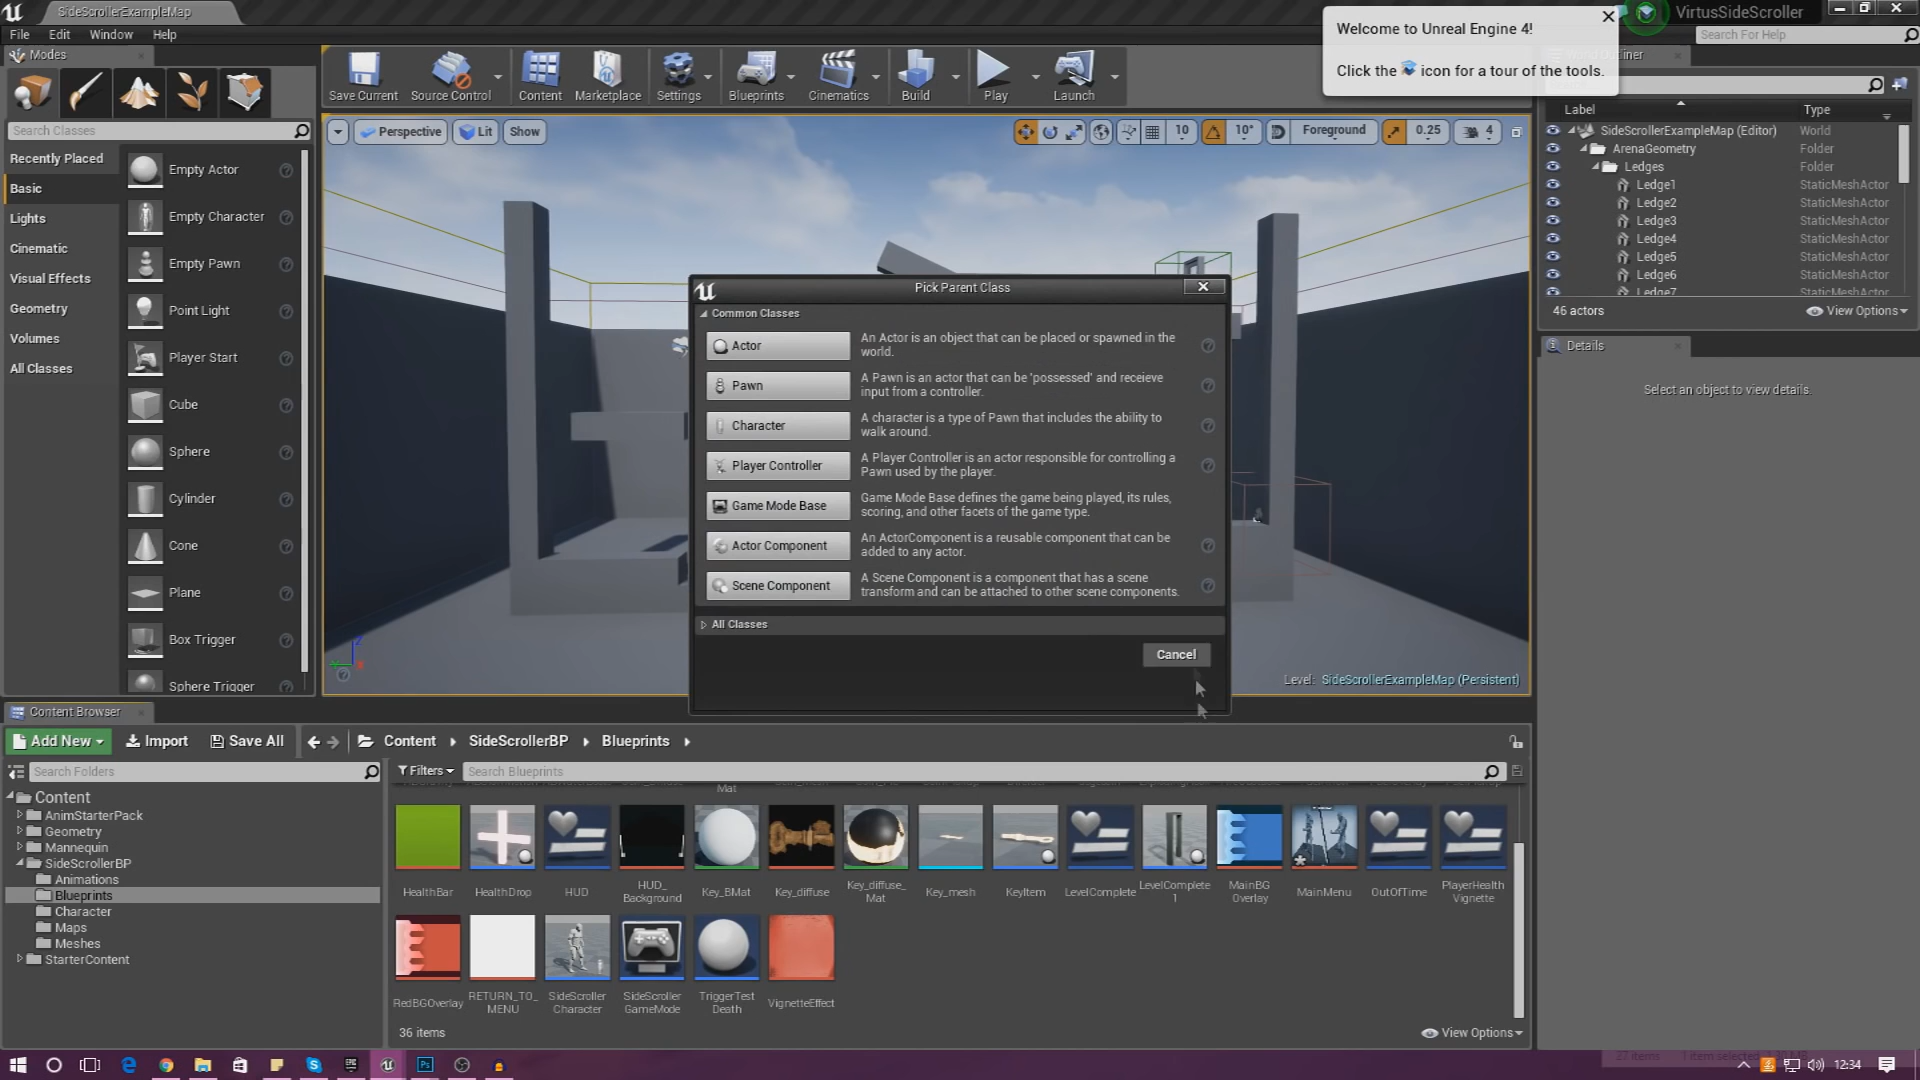 SideScrollerExampleMap
VirtusSideScroller
File Edit Window Help
Search For Help
Welcome to Unreal Engine 4!
Click the icon for a tour of the tools.
Modes
Save Current Source Control Content Marketplace Settings Blueprints Cinematics Build Play Launch
Search Classes
Recently Placed
Basic
Lights
Cinematic
Visual Effects
Geometry
Volumes
All Classes
Empty Actor
Empty Character
Empty Pawn
Point Light
Player Start
Cube
Sphere
Cylinder
Cone
Plane
Box Trigger
Sphere Trigger
Perspective Lit Show
10 10° Foreground 0.25 4
Pick Parent Class
Common Classes
Actor
An Actor is an object that can be placed or spawned in the
world.
Pawn
A Pawn is an actor that can be 'possessed' and receieve
input from a controller.
Character
A character is a type of Pawn that includes the ability to
walk around.
Player Controller
A Player Controller is an actor responsible for controlling a
Pawn used by the player.
Game Mode Base
Game Mode Base defines the game being played, its rules,
scoring, and other facets of the game type.
Actor Component
An ActorComponent is a reusable component that can be
added to any actor.
Scene Component
A Scene Component is a component that has a scene
transform and can be attached to other scene components.
All Classes
Cancel
Level: SideScrollerExampleMap (Persistent)
Label Type
SideScrollerExampleMap (Editor) World
ArenaGeometry Folder
Ledges Folder
Ledge1 StaticMeshActor
Ledge2 StaticMeshActor
Ledge3 StaticMeshActor
Ledge4 StaticMeshActor
Ledge5 StaticMeshActor
Ledge6 StaticMeshActor
Ledge7 StaticMeshActor
46 actors View Options
Details
Select an object to view details.
Content Browser
Add New Import Save All Content SideScrollerBP Blueprints
Search Folders
Filters Search Blueprints
Content
AnimStarterPack
Geometry
Mannequin
SideScrollerBP
Animations
Blueprints
Character
Maps
Meshes
StarterContent
Mat
HealthBar
HealthDrop
HUD
HUD_
Background
Key_BMat
Key_diffuse
Key_diffuse_
Mat
Key_mesh
KeyItem
LevelComplete
LevelComplete
1
MainBG
Overlay
MainMenu
OutOfTime
PlayerHealth
Vignette
RedBGOverlay
RETURN_TO_
MENU
SideScroller
Character
SideScroller
GameMode
TriggerTest
Death
VignetteEffect
36 items
View Options
12:34